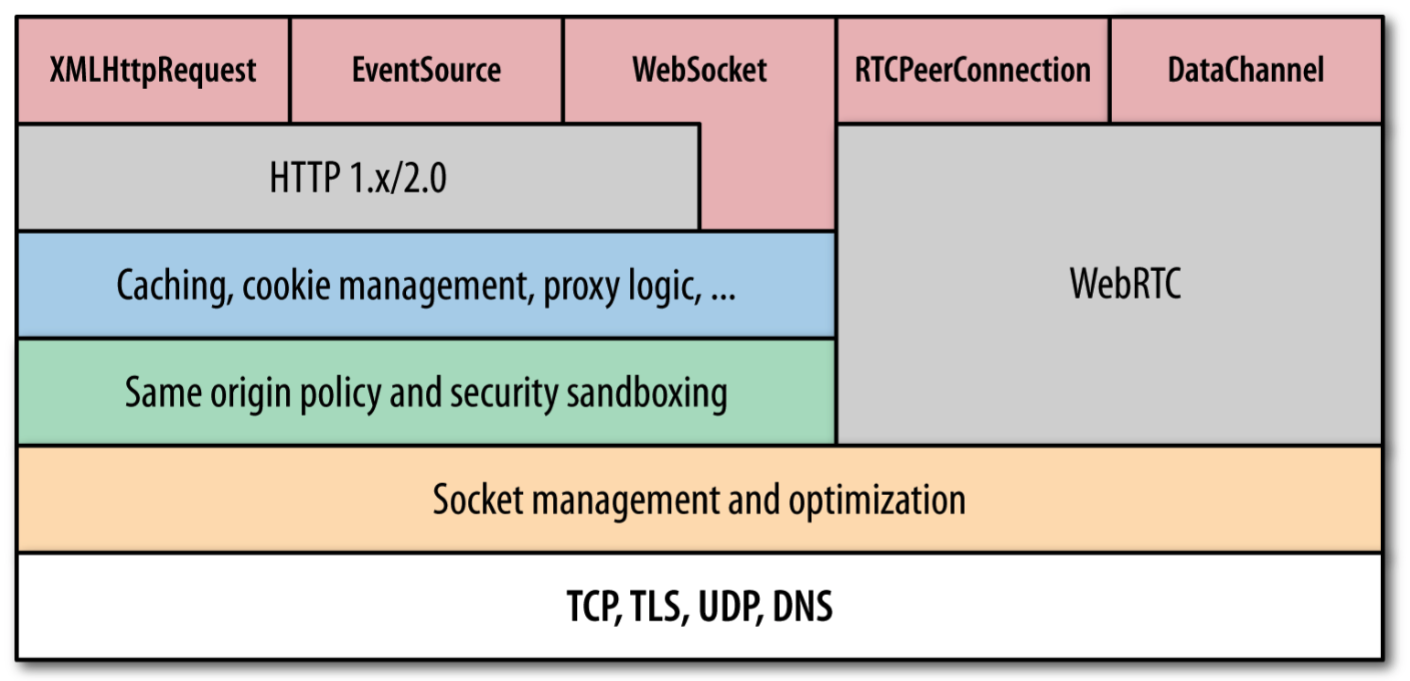 XMLHttpRequest
EventSource
WebSocket
RTCPeerConnection
DataChannel
HTTP 1.x/2.0
Caching, cookie management, proxy logic, ...
WebRTC
Same origin policy and security sandboxing
Socket management and optimization
TCP, TLS, UDP, DNS